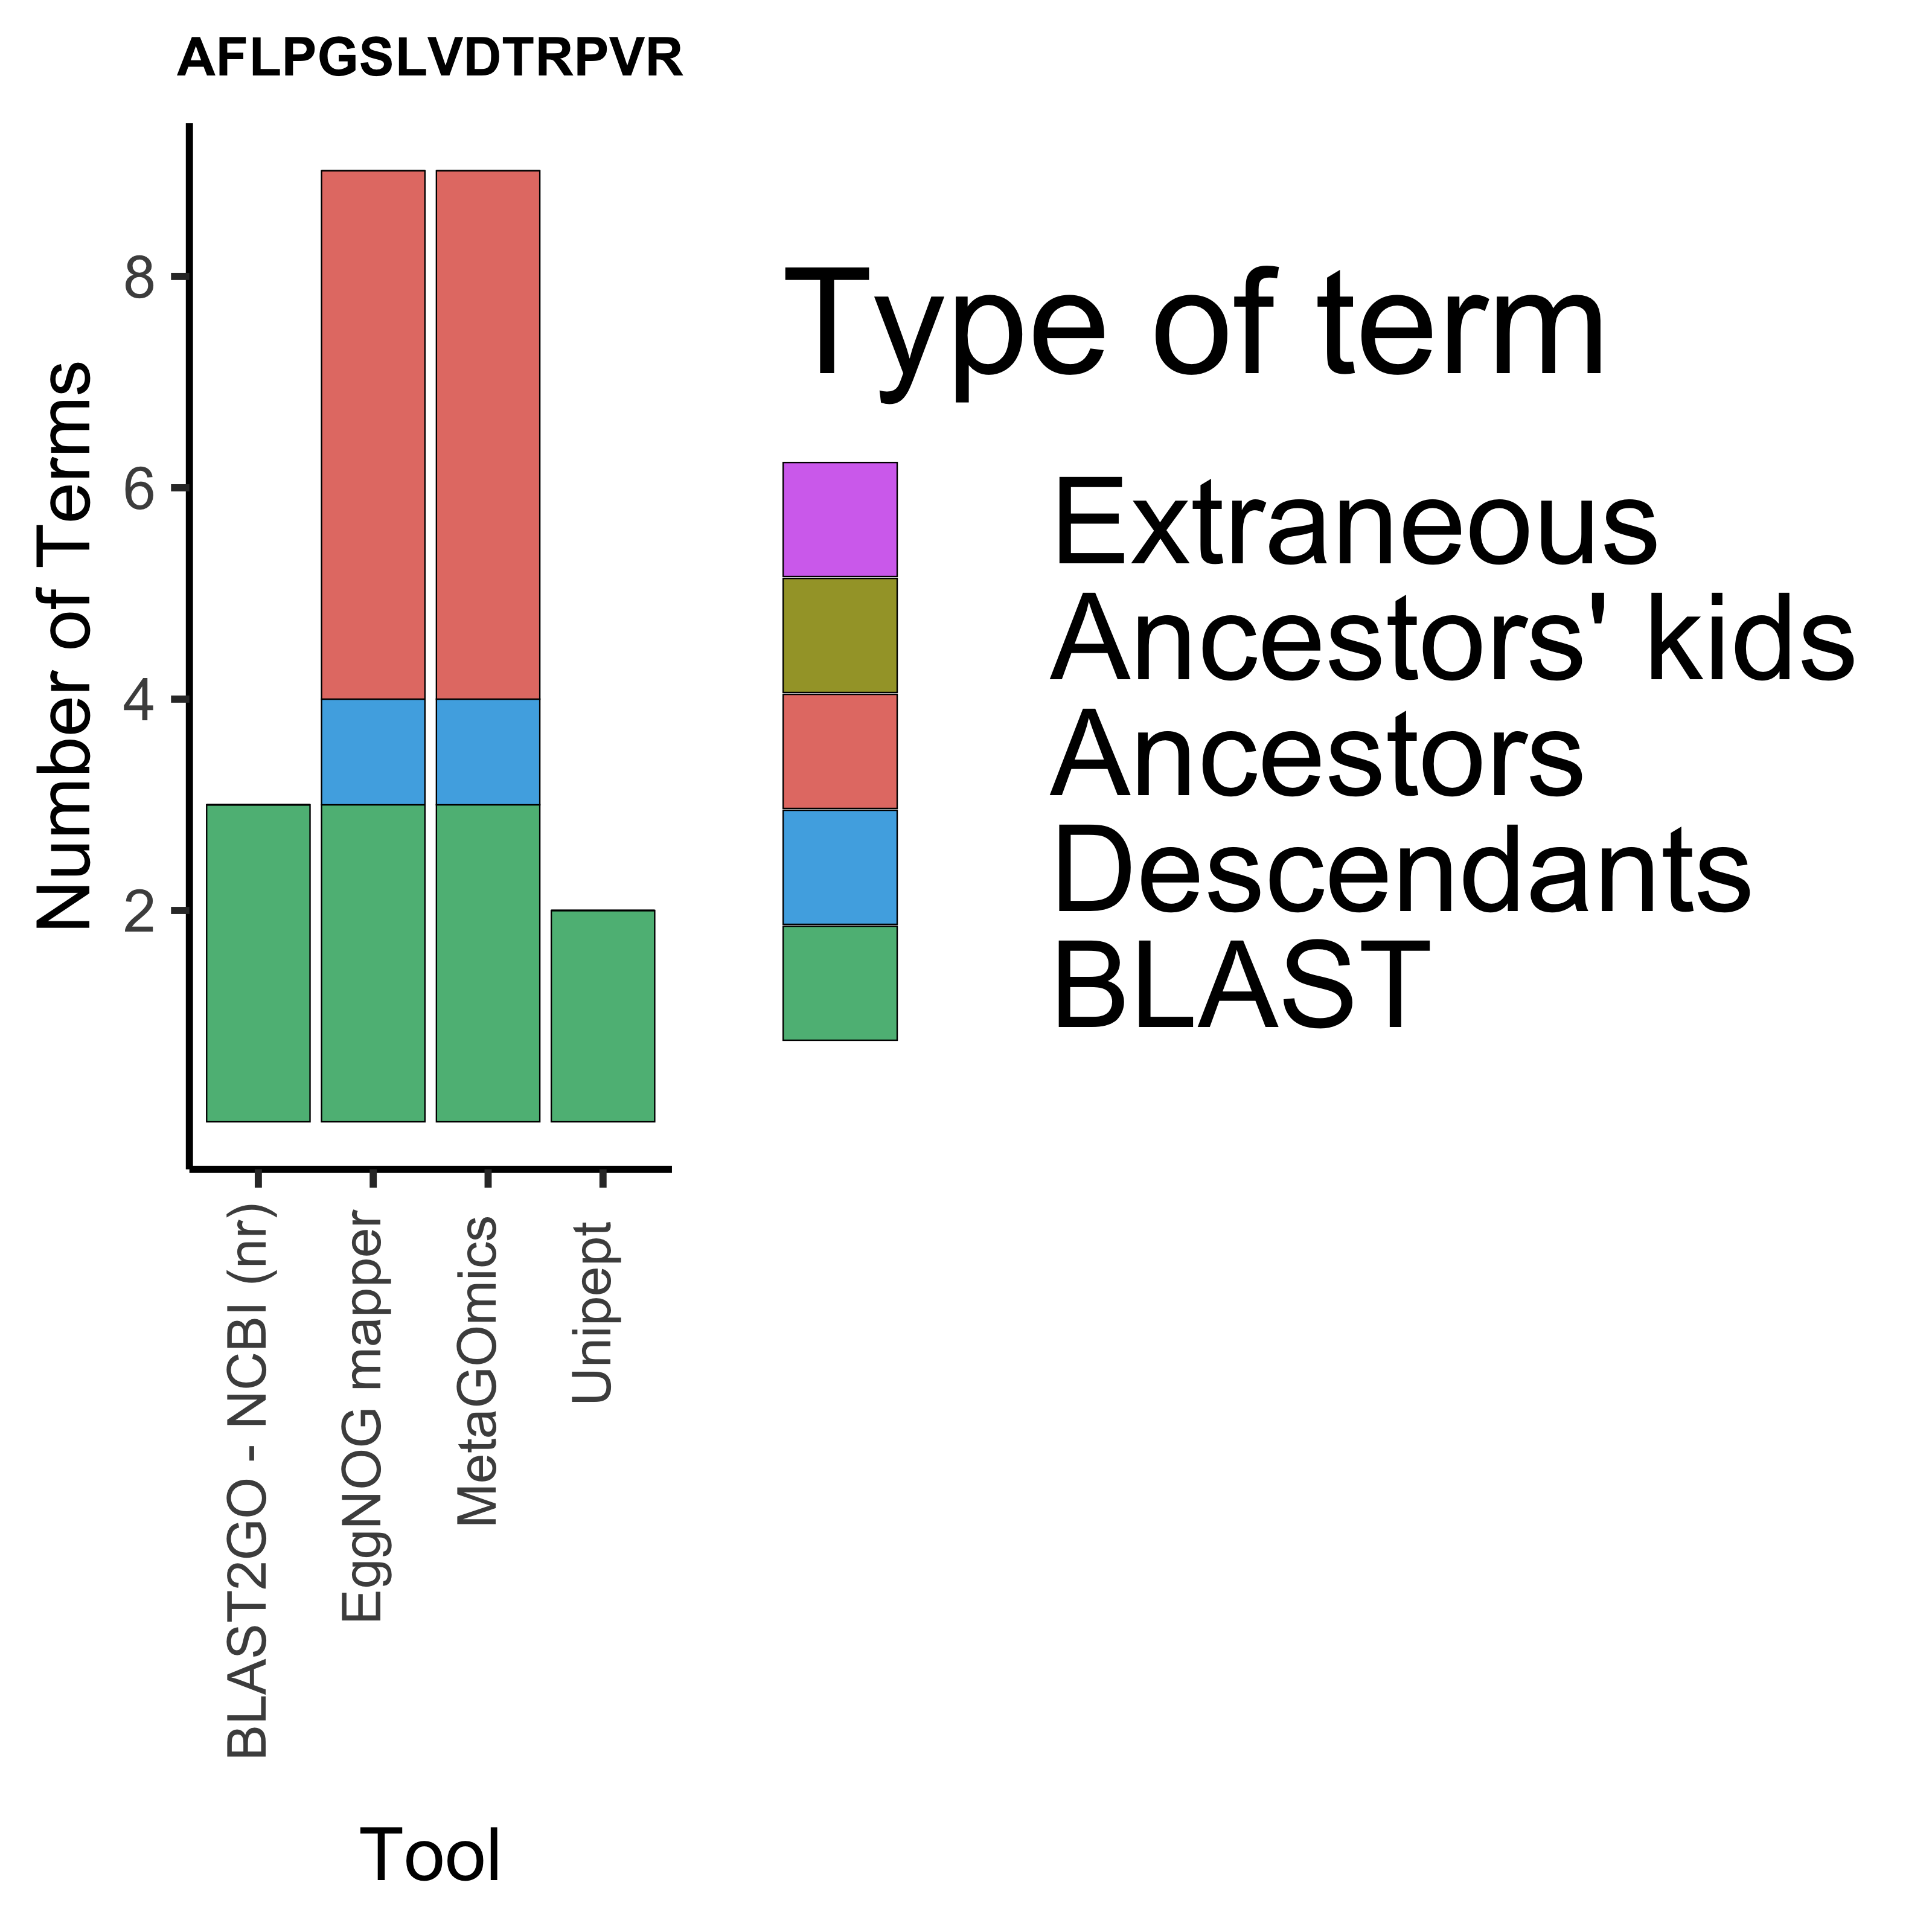 AFLPGSLVDTRPVR
Number of Terms
8
6
4
2
BLAST2GO - NCBI (nr)
EggNOG mapper
MetaGOmics
Unipept
Tool
Type of term
Extraneous
Ancestors' kids
Ancestors
Descendants
BLAST